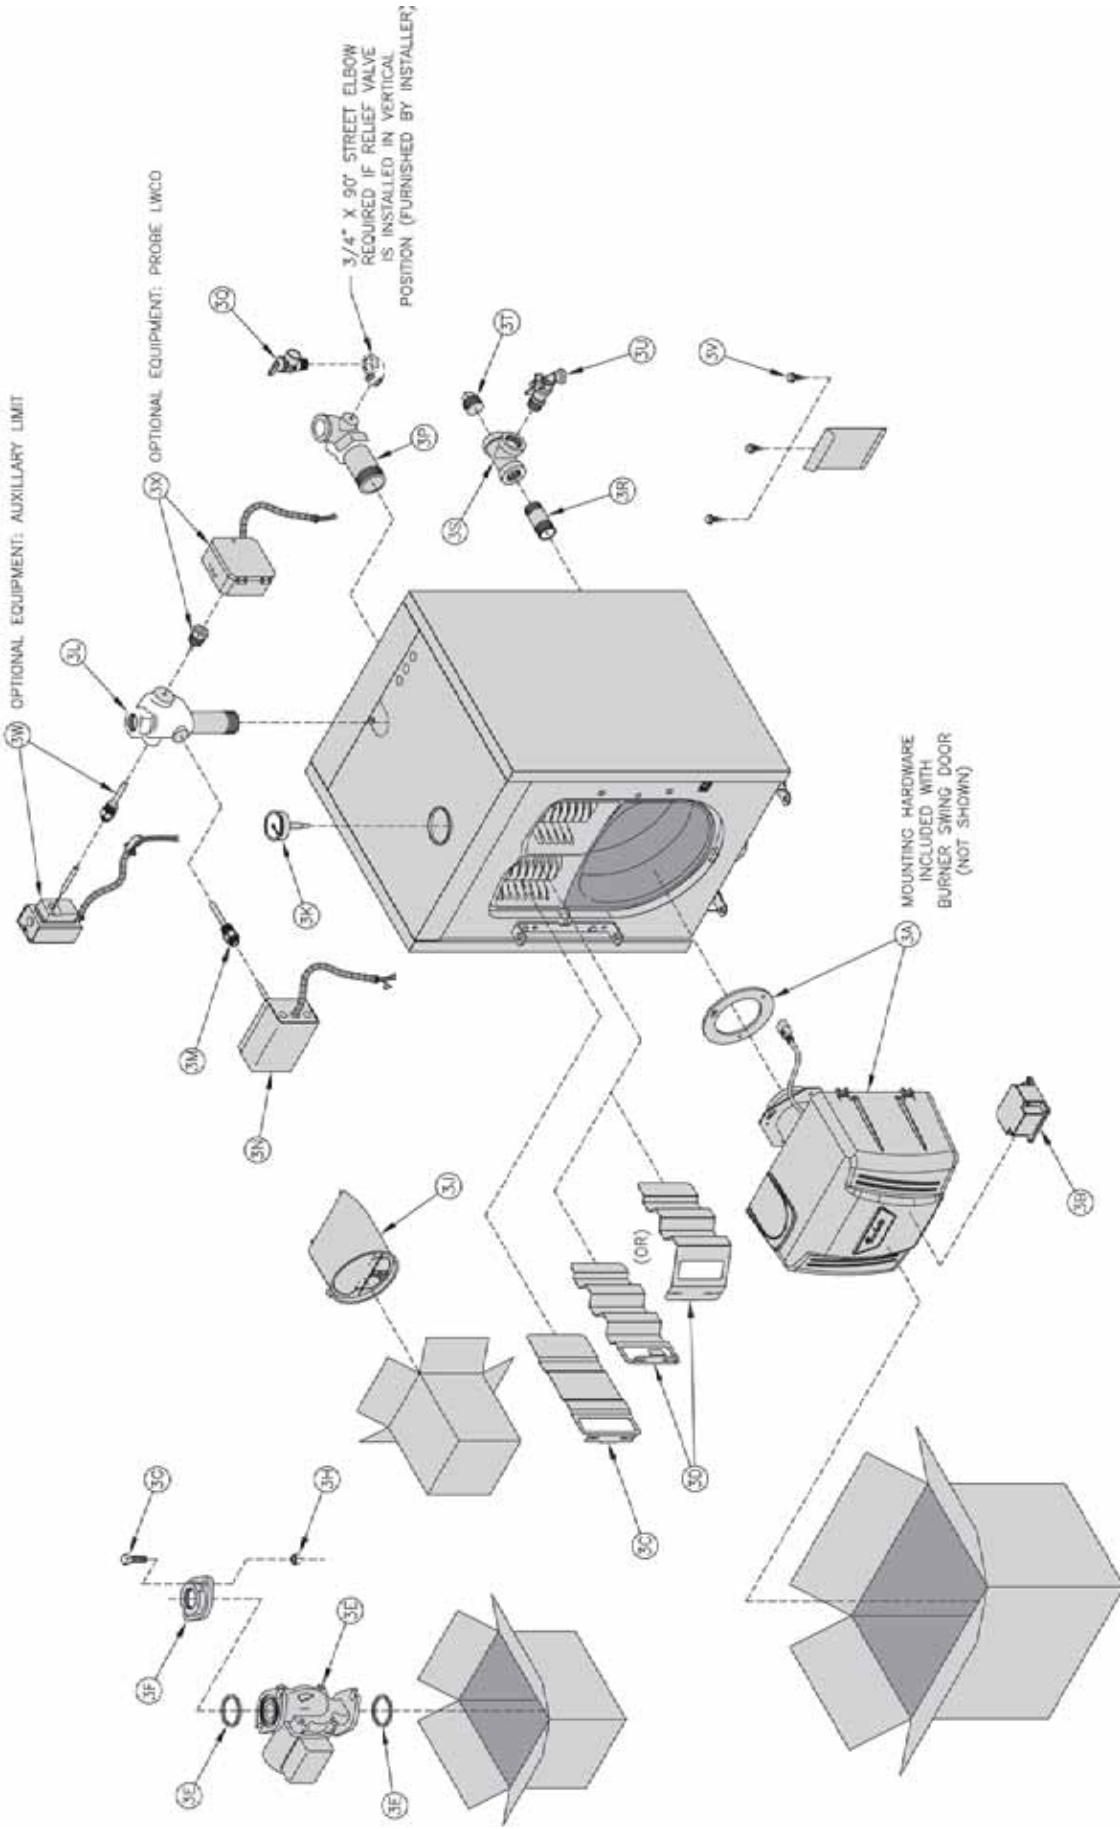 3W OPTIONAL EQUIPMENT: AUXILLARY LIMIT
3L
3F
3G
3X OPTIONAL EQUIPMENT: PROBE LWCO
3E
3M
3Q
3N
3K
3H
3E
3/4" X 90° STREET ELBOW
REQUIRED IF RELIEF VALVE
IS INSTALLED IN VERTICAL
POSITION (FURNISHED BY INSTALLER)
3E
3P
3J
3S
3T
3R
3U
3C
(OR)
3D
3V
3A MOUNTING HARDWARE
INCLUDED WITH
BURNER SWING DOOR
(NOT SHOWN)
3B